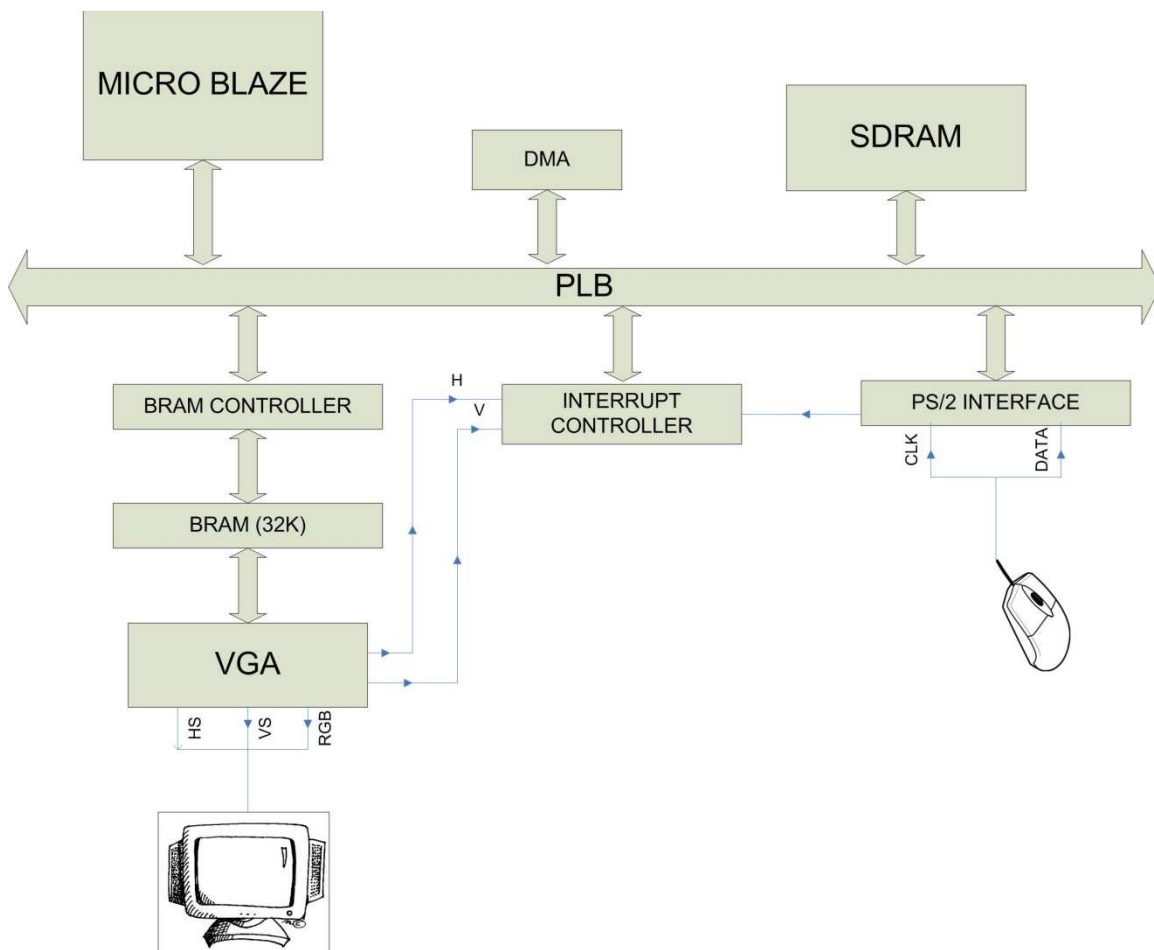 MICRO BLAZE
DMA
SDRAM
PLB
BRAM CONTROLLER
H
V
INTERRUPT
CONTROLLER
PS/2 INTERFACE
CLK
DATA
BRAM (32K)
VGA
HS
VS
RGB